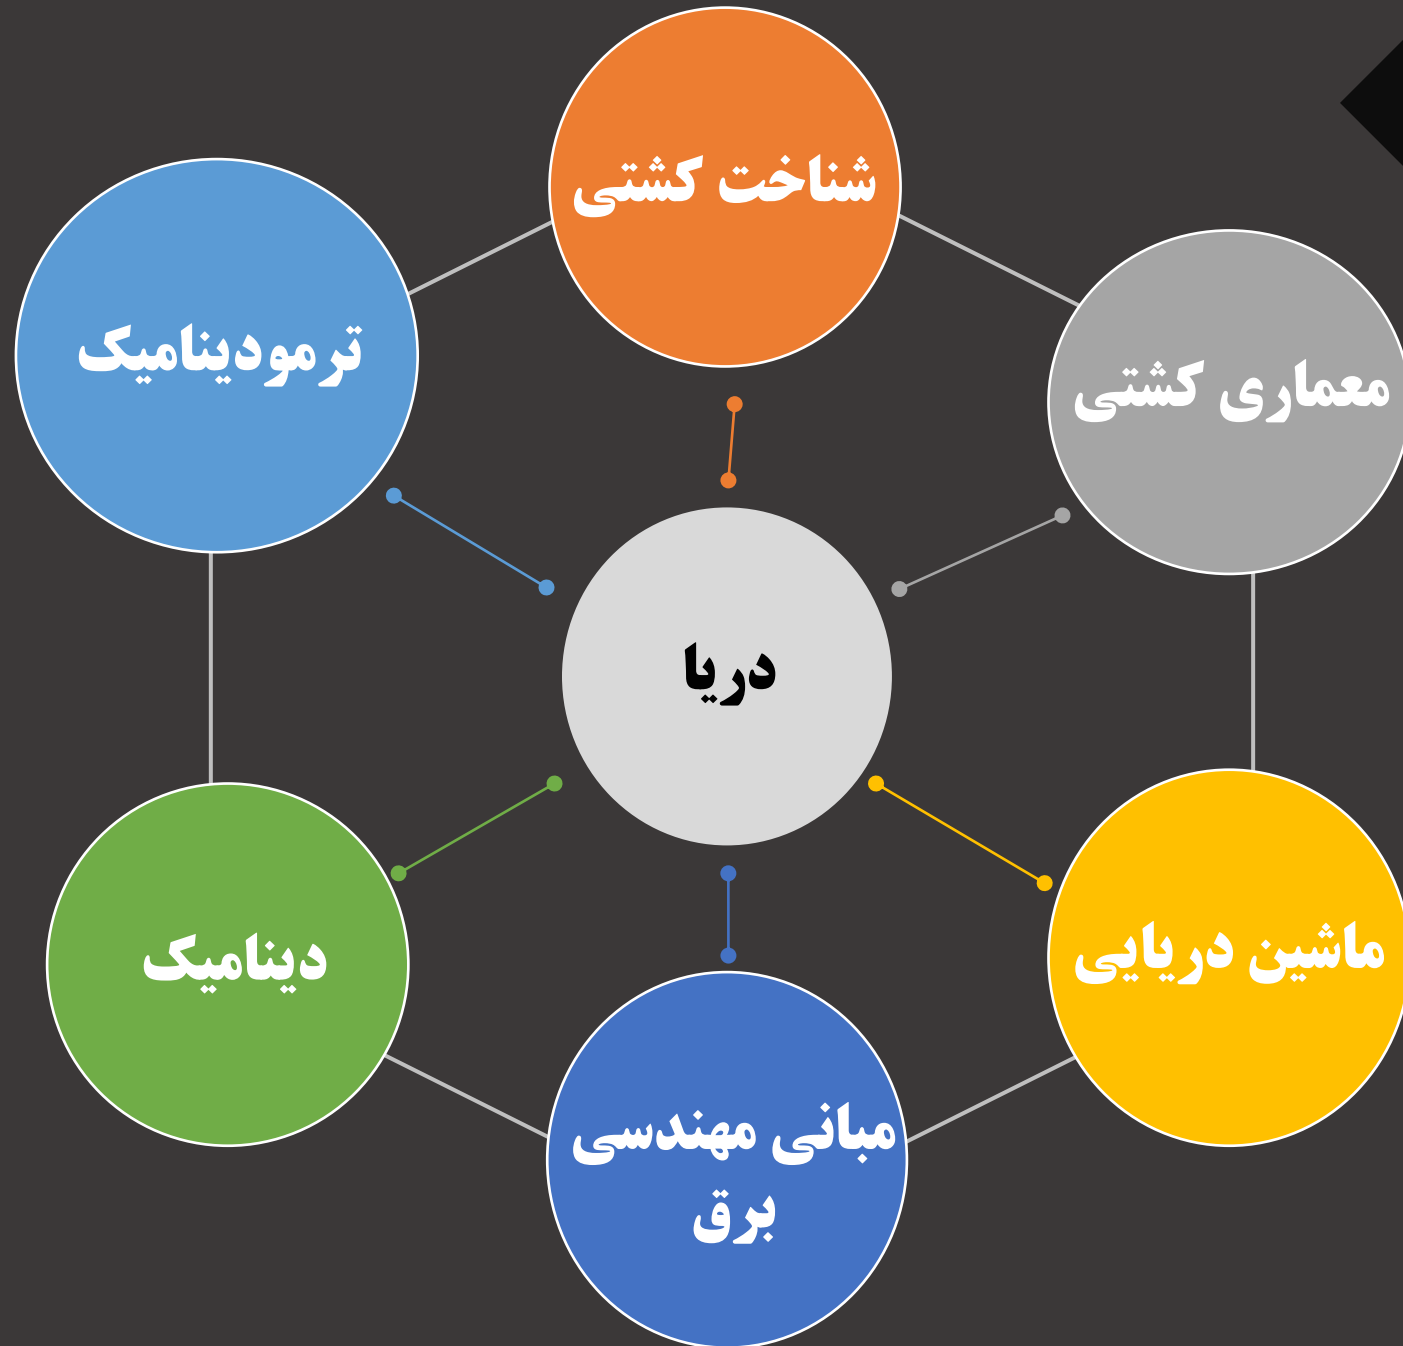 شناخت کشتی
ترمودینامیک
معماری کشتی
دریا
دینامیک
ماشین دریایی
مبانی مهندسی
برق